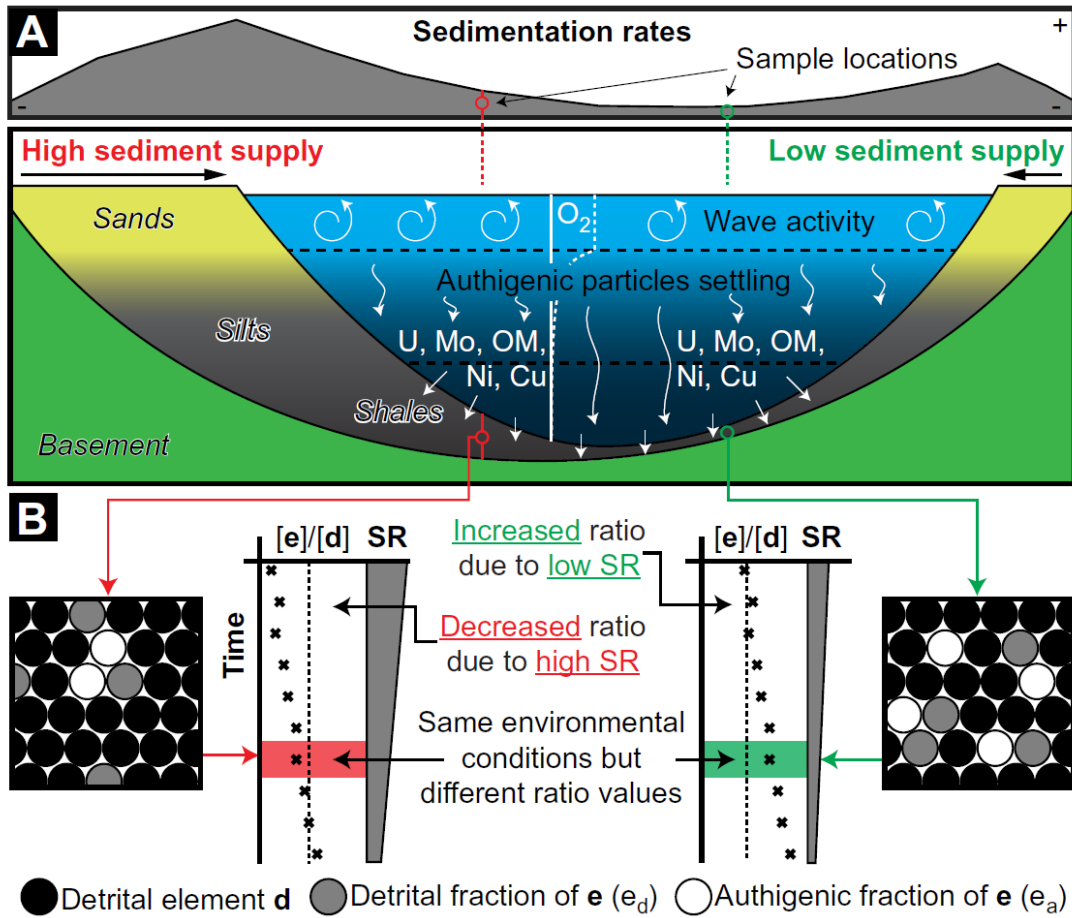 A
Sedimentation rates
+
Sample locations
-
-
High sediment supply
Low sediment supply
Sands
O2
Wave activity
Authigenic particles settling
Silts
U, Mo, OM,
Ni, Cu
U, Mo, OM,
Ni, Cu
Shales
Basement
B
[e]/[d] SR
Increased ratio
due to low SR
[e]/[d] SR
Time
Decreased ratio
due to high SR
Same environmental
conditions but
different ratio values
Detrital element d
Detrital fraction of e (ed)
Authigenic fraction of e (ea)